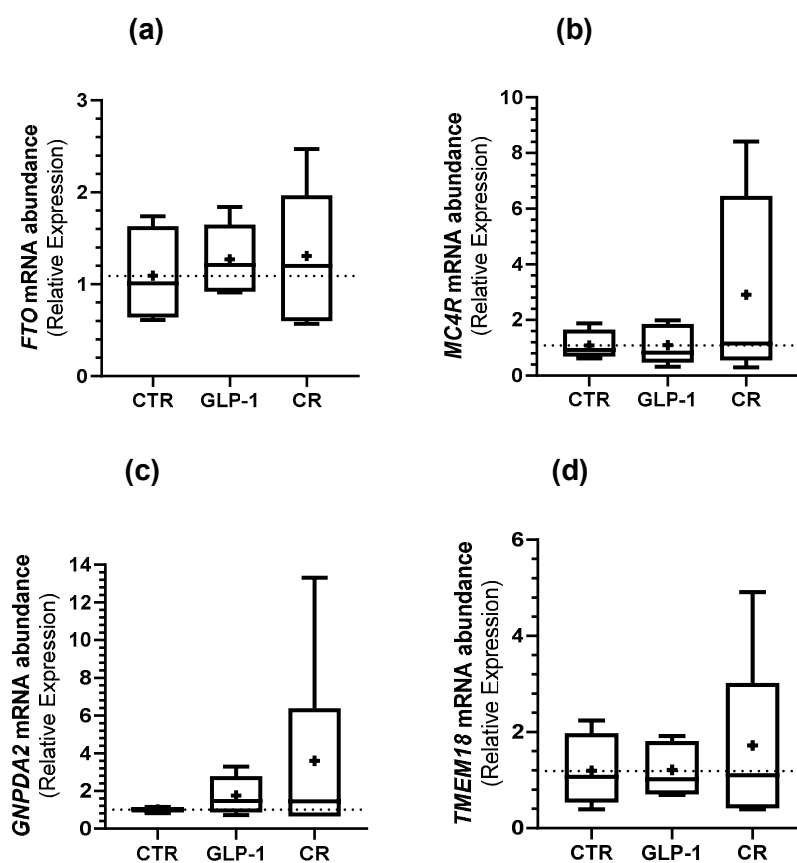 (a)
FTO mRNA abundance
(Relative Expression)
3
2
1
0
CTR GLP-1 CR
(b)
MC4R mRNA abundance
(Relative Expression)
10
8
6
4
2
0
CTR GLP-1 CR
(c)
GNPDA2 mRNA abundance
(Relative Expression)
14
12
10
8
6
4
2
0
CTR GLP-1 CR
(d)
TMEM18 mRNA abundance
(Relative Expression)
6
4
2
0
CTR GLP-1 CR